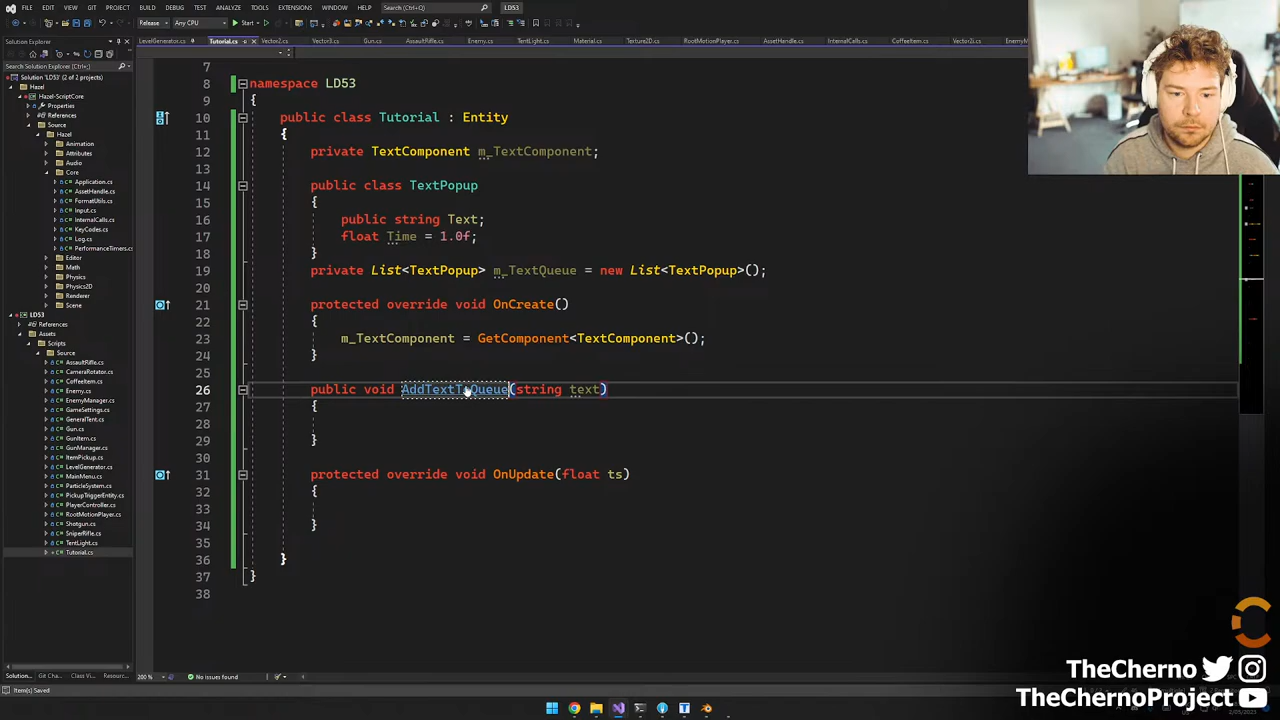 FILE EDIT VIEW GIT PROJECT BUILD DEBUG TEST ANALYZE TOOLS EXTENSIONS WINDOW HELP Search (Ctrl+Q) LD53
Release Any CPU Start
Solution Explorer
LevelGenerator.cs Tutorial.cs Vector2.cs Vector3.cs Gun.cs AssaultRifle.cs Enemy.cs TentLight.cs Material.cs Texture2D.cs RootMotionPlayer.cs AssetHandle.cs InternalCalls.cs CoffeeItem.cs Vector2i.cs
Search Solution Explorer (Ctrl+;)
Solution 'LD53' (2 of 2 projects)
Hazel
Hazel-ScriptCore
Properties
References
Source
Hazel
Animation
Attributes
Audio
Core
Application.cs
AssetHandle.cs
FormatUtils.cs
Input.cs
InternalCalls.cs
KeyCodes.cs
Log.cs
PerformanceTimers.cs
Editor
Math
Physics
Physics2D
Renderer
Scene
LD53
References
Assets
Scripts
Source
AssaultRifle.cs
CameraRotator.cs
CoffeeItem.cs
Enemy.cs
EnemyManager.cs
GameSettings.cs
GeneralTent.cs
Gun.cs
GunItem.cs
GunManager.cs
ItemPickup.cs
LevelGenerator.cs
MainMenu.cs
ParticleSystem.cs
PickupTriggerEntity.cs
PlayerController.cs
RootMotionPlayer.cs
Shotgun.cs
SniperRifle.cs
TentLight.cs
Tutorial.cs
7
8 namespace LD53
9 {
10 public class Tutorial : Entity
11 {
12 private TextComponent m_TextComponent;
13
14 public class TextPopup
15 {
16 public string Text;
17 float Time = 1.0f;
18 }
19 private List<TextPopup> m_TextQueue = new List<TextPopup>();
20
21 protected override void OnCreate()
22 {
23 m_TextComponent = GetComponent<TextComponent>();
24 }
25
26 public void AddTextToQueue(string text)
27 {
28
29 }
30
31 protected override void OnUpdate(float ts)
32 {
33
34 }
35
36 }
37 }
38
TheCherno
TheChernoProject
Solution... Git Cha... Class Vi... Resourc...
200 % No issues found
Item(s) Saved